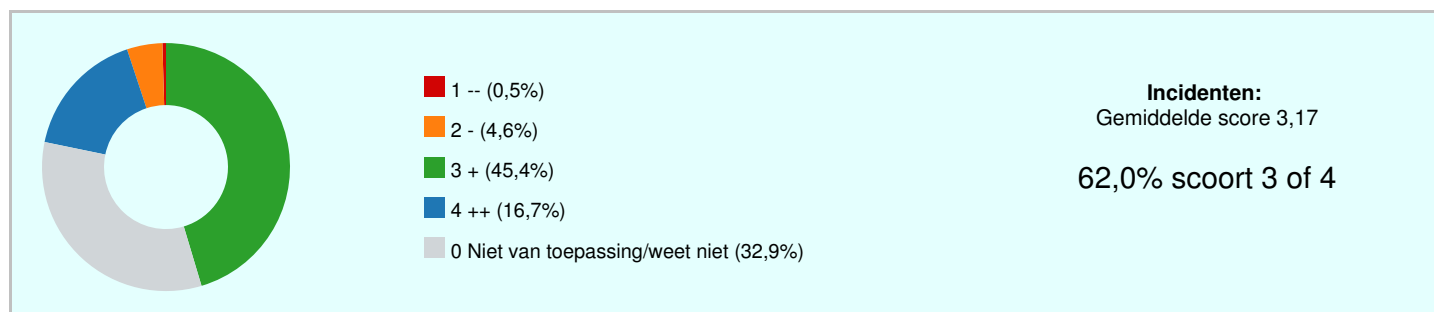 1 -- (0,5%)
2 - (4,6%)
3 + (45,4%)
4 ++ (16,7%)
0 Niet van toepassing/weet niet (32,9%)
Incidenten:
Gemiddelde score 3,17
62,0% scoort 3 of 4